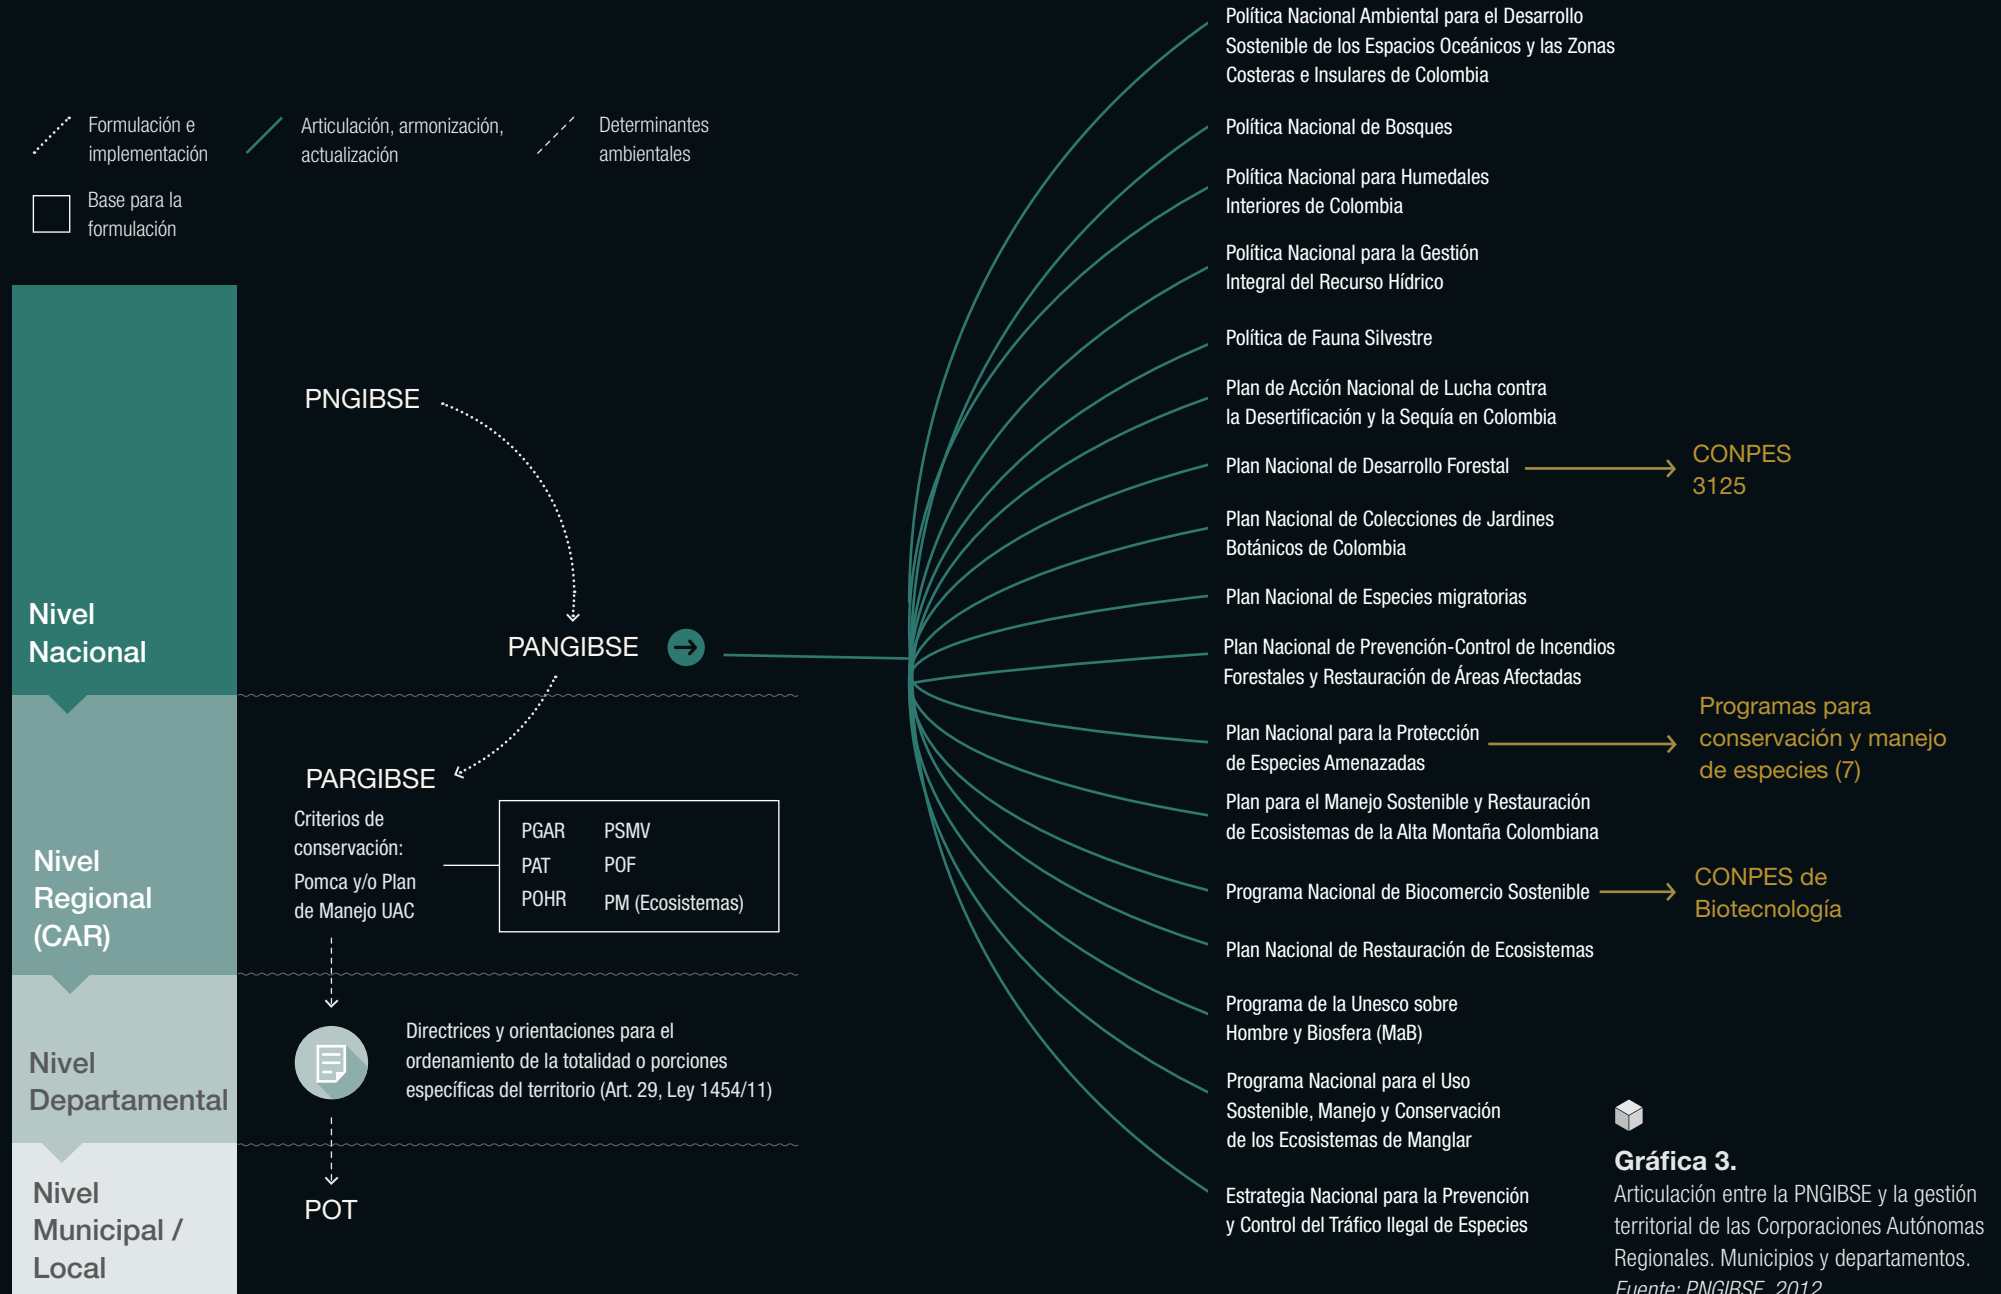 Formulación e
implementación
Articulación, armonización,
actualización
Determinantes
ambientales
Base para la
formulación
Nivel
Nacional
PNGIBSE
PANGIBSE
Nivel
Regional
(CAR)
PARGIBSE
Criterios de
conservación:
Pomca y/o Plan
de Manejo UAC
PGAR PSMV
PAT POF
POHR PM (Ecosistemas)
Nivel
Departamental
Directrices y orientaciones para el
ordenamiento de la totalidad o porciones
específicas del territorio (Art. 29, Ley 1454/11)
Nivel
Municipal /
Local
POT
Política Nacional Ambiental para el Desarrollo
Sostenible de los Espacios Oceánicos y las Zonas
Costeras e Insulares de Colombia
Política Nacional de Bosques
Política Nacional para Humedales
Interiores de Colombia
Política Nacional para la Gestión
Integral del Recurso Hídrico
Política de Fauna Silvestre
Plan de Acción Nacional de Lucha contra
la Desertificación y la Sequía en Colombia
Plan Nacional de Desarrollo Forestal
CONPES
3125
Plan Nacional de Colecciones de Jardines
Botánicos de Colombia
Plan Nacional de Especies migratorias
Plan Nacional de Prevención-Control de Incendios
Forestales y Restauración de Áreas Afectadas
Plan Nacional para la Protección
de Especies Amenazadas
Programas para
conservación y manejo
de especies (7)
Plan para el Manejo Sostenible y Restauración
de Ecosistemas de la Alta Montaña Colombiana
Programa Nacional de Biocomercio Sostenible
CONPES de
Biotecnología
Plan Nacional de Restauración de Ecosistemas
Programa de la Unesco sobre
Hombre y Biosfera (MaB)
Programa Nacional para el Uso
Sostenible, Manejo y Conservación
de los Ecosistemas de Manglar
Estrategia Nacional para la Prevención
y Control del Tráfico Ilegal de Especies
Gráfica 3.
Articulación entre la PNGIBSE y la gestión
territorial de las Corporaciones Autónomas
Regionales. Municipios y departamentos.
Fuente: PNGIBSE, 2012